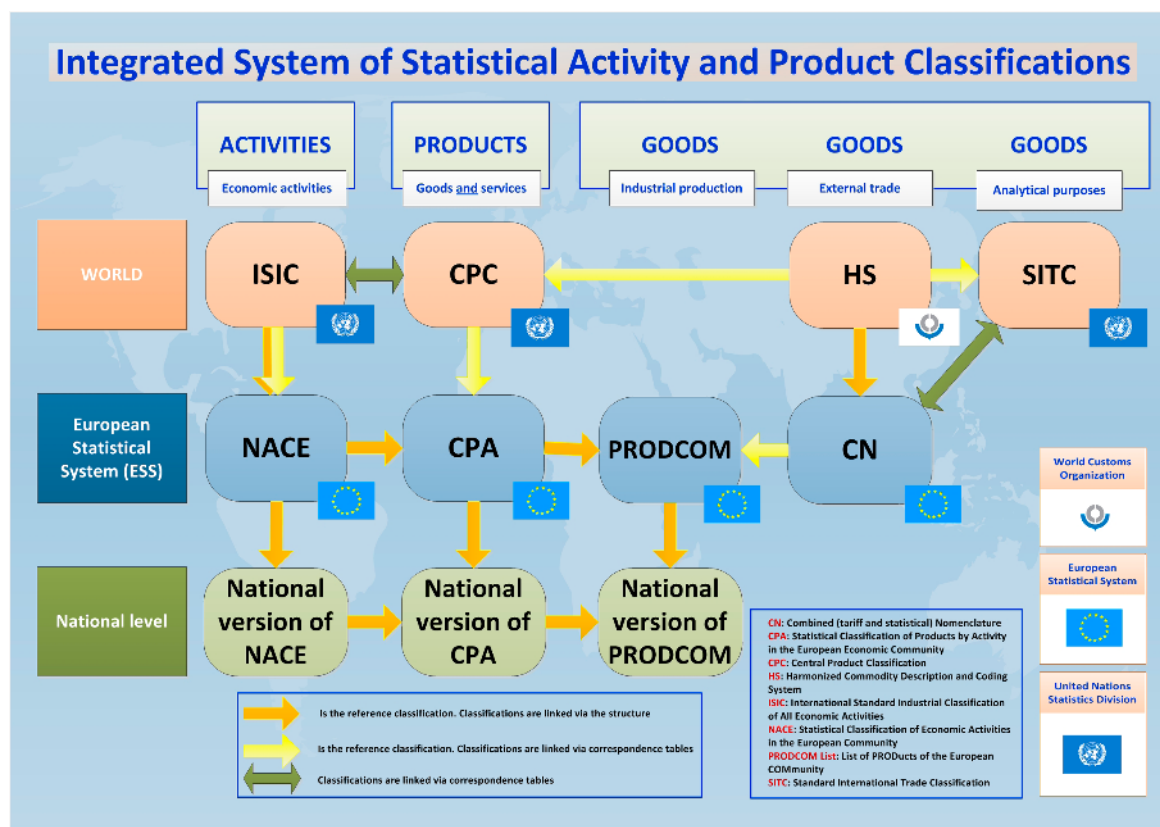 Integrated System of Statistical Activity and Product Classifications
ACTIVITIES
Economic activities
PRODUCTS
Goods and services
GOODS
Industrial production
GOODS
External trade
GOODS
Analytical purposes
WORLD
ISIC
CPC
HS
SITC
European
Statistical
System (ESS)
NACE
CPA
PRODCOM
CN
National level
National
version of
NACE
National
version of
CPA
National
version of
PRODCOM
World Customs
Organization
European
Statistical System
United Nations
Statistics Division
CN: Combined (tariff and statistical) Nomenclature
CPA: Statistical Classification of Products by Activity
in the European Economic Community
CPC: Central Product Classification
HS: Harmonized Commodity Description and Coding
System
ISIC: International Standard Industrial Classification
of All Economic Activities
NACE: Statistical Classification of Economic Activities
in the European Community
PRODCOM List: List of PRODucts of the European
COMmunity
SITC: Standard International Trade Classification
Is the reference classification. Classifications are linked via the structure
Is the reference classification. Classifications are linked via correspondence tables
Classifications are linked via correspondence tables